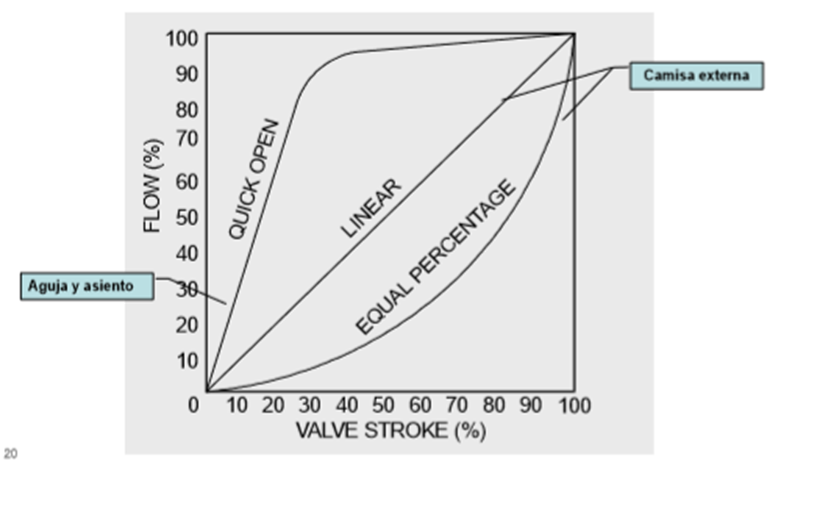 100
90
80
70
60
50
40
30
20
10
0
FLOW (%)
QUICK OPEN
LINEAR
EQUAL PERCENTAGE
Camisa externa
Aguja y asiento
10 20 30 40 50 60 70 80 90 100
VALVE STROKE (%)
20